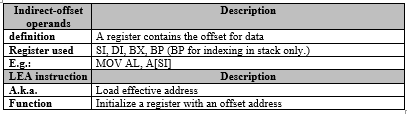 Indirect-offset operands Description
definition A register contains the offset for data
Register used SI, DI, BX, BP (BP for indexing in stack only.)
E.g.: MOV AL, A[SI]
LEA instruction Description
A.k.a. Load effective address
Function Initialize a register with an offset address